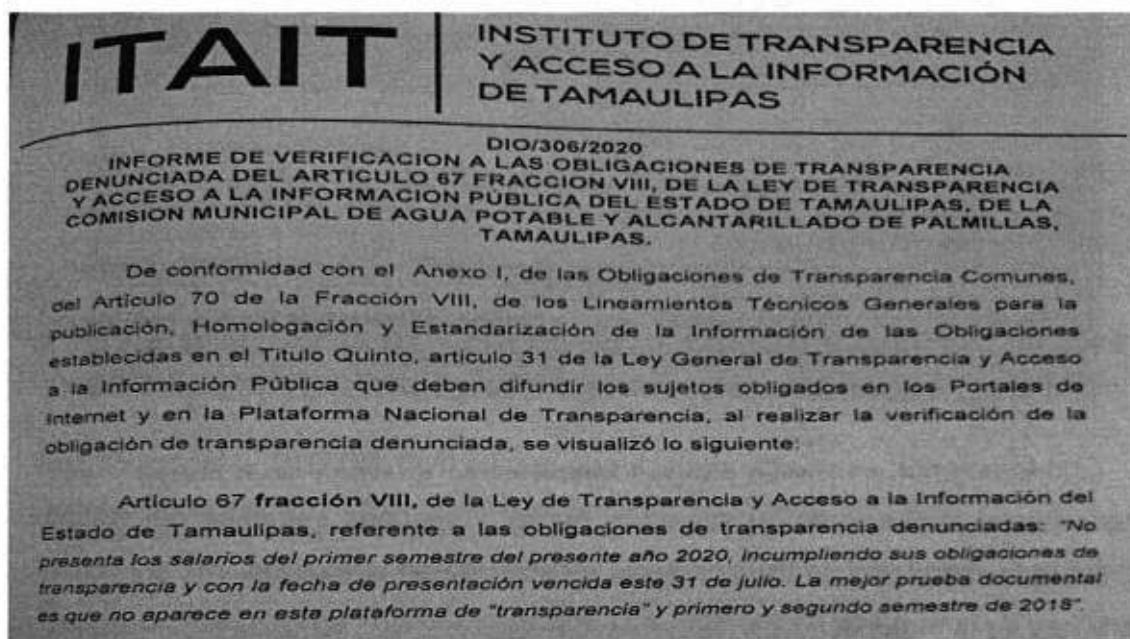 ITAIT
INSTITUTO DE TRANSPARENCIA
Y ACCESO A LA INFORMACIÓN
DE TAMAULIPAS
DIO/306/2020
INFORME DE VERIFICACION A LAS OBLIGACIONES DE TRANSPARENCIA
DENUNCIADA DEL ARTICULO 67 FRACCION VIII, DE LA LEY DE TRANSPARENCIA
Y ACCESO A LA INFORMACION PÚBLICA DEL ESTADO DE TAMAULIPAS, DE LA
COMISION MUNICIPAL DE AGUA POTABLE Y ALCANTARILLADO DE PALMILLAS,
TAMAULIPAS.
De conformidad con el Anexo I, de las Obligaciones de Transparencia Comunes,
del Artículo 70 de la Fracción VIII, de los Lineamientos Técnicos Generales para la
publicación, Homologación y Estandarización de la Información de las Obligaciones
establecidas en el Titulo Quinto, articulo 31 de la Ley General de Transparencia y Acceso
a la Información Pública que deben difundir los sujetos obligados en los Portales de
Internet y en la Plataforma Nacional de Transparencia, al realizar la verificación de la
obligación de transparencia denunciada, se visualizó lo siguiente:
Artículo 67 fracción VIII, de la Ley de Transparencia y Acceso a la Información del
Estado de Tamaulipas, referente a las obligaciones de transparencia denunciadas: "No
presenta los salarios del primer semestre del presente año 2020, incumpliendo sus obligaciones de
transparencia y con la fecha de presentación vencida este 31 de julio. La mejor prueba documental
es que no aparece en esta plataforma de "transparencia" y primero y segundo semestre de 2018".